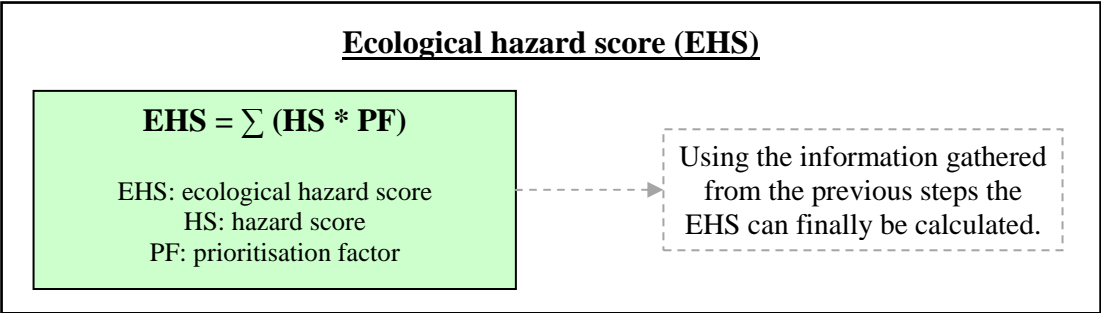 Ecological hazard score (EHS)
EHS = ∑ (HS * PF)
EHS: ecological hazard score
HS: hazard score
PF: prioritisation factor
Using the information gathered
from the previous steps the
EHS can finally be calculated.